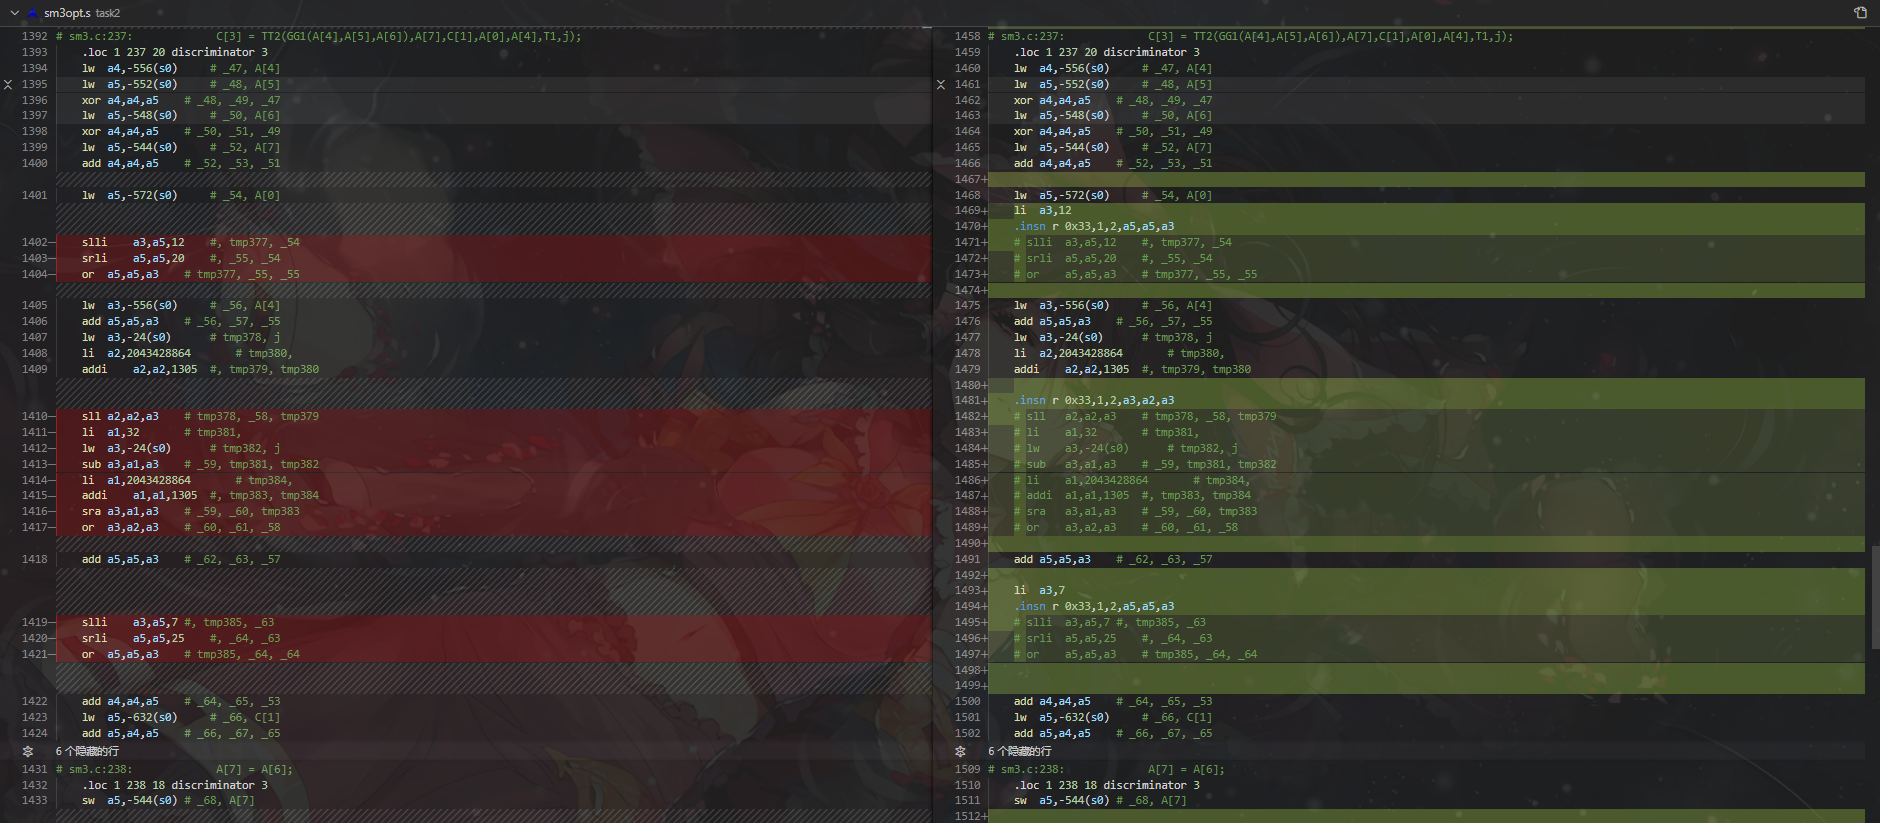 sm3opt.s task2
1392 # sm3.c:237:             C[3] = TT2(GG1(A[4],A[5],A[6]),A[7],C[1],A[0],A[4],T1,j);
1393     .loc 1 237 20 discriminator 3
1394     lw  a4,-556(s0)     # _47, A[4]
1395     lw  a5,-552(s0)     # _48, A[5]
1396     xor a4,a4,a5    # _48, _49, _47
1397     lw  a5,-548(s0)     # _50, A[6]
1398     xor a4,a4,a5    # _50, _51, _49
1399     lw  a5,-544(s0)     # _52, A[7]
1400     add a4,a4,a5    # _52, _53, _51
1401     lw  a5,-572(s0)     # _54, A[0]
1402—    slli    a3,a5,12    #, tmp377, _54
1403—    srli    a5,a5,20    #, _55, _54
1404—    or  a5,a5,a3    # tmp377, _55, _55
1405     lw  a3,-556(s0)     # _56, A[4]
1406     add a5,a5,a3    # _56, _57, _55
1407     lw  a3,-24(s0)      # tmp378, j
1408     li  a2,2043428864       # tmp380,
1409     addi    a2,a2,1305  #, tmp379, tmp380
1410—    sll a2,a2,a3    # tmp378, _58, tmp379
1411—    li  a1,32       # tmp381,
1412—    lw  a3,-24(s0)      # tmp382, j
1413—    sub a3,a1,a3    # _59, tmp381, tmp382
1414—    li  a1,2043428864       # tmp384,
1415—    addi    a1,a1,1305  #, tmp383, tmp384
1416—    sra a3,a1,a3    # _59, _60, tmp383
1417—    or  a3,a2,a3    # _60, _61, _58
1418     add a5,a5,a3    # _62, _63, _57
1419—    slli    a3,a5,7 #, tmp385, _63
1420—    srli    a5,a5,25    #, _64, _63
1421—    or  a5,a5,a3    # tmp385, _64, _64
1422     add a4,a4,a5    # _64, _65, _53
1423     lw  a5,-632(s0)     # _66, C[1]
1424     add a5,a4,a5    # _66, _67, _65
6 个隐藏的行
1431 # sm3.c:238:             A[7] = A[6];
1432     .loc 1 238 18 discriminator 3
1433     sw  a5,-544(s0) # _68, A[7]
1458 # sm3.c:237:             C[3] = TT2(GG1(A[4],A[5],A[6]),A[7],C[1],A[0],A[4],T1,j);
1459     .loc 1 237 20 discriminator 3
1460     lw  a4,-556(s0)     # _47, A[4]
1461     lw  a5,-552(s0)     # _48, A[5]
1462     xor a4,a4,a5    # _48, _49, _47
1463     lw  a5,-548(s0)     # _50, A[6]
1464     xor a4,a4,a5    # _50, _51, _49
1465     lw  a5,-544(s0)     # _52, A[7]
1466     add a4,a4,a5    # _52, _53, _51
1467+
1468     lw  a5,-572(s0)     # _54, A[0]
1469+    li  a3,12
1470+    .insn r 0x33,1,2,a5,a5,a3
1471+    # slli  a3,a5,12    #, tmp377, _54
1472+    # srli  a5,a5,20    #, _55, _54
1473+    # or    a5,a5,a3    # tmp377, _55, _55
1474+
1475     lw  a3,-556(s0)     # _56, A[4]
1476     add a5,a5,a3    # _56, _57, _55
1477     lw  a3,-24(s0)      # tmp378, j
1478     li  a2,2043428864       # tmp380,
1479     addi    a2,a2,1305  #, tmp379, tmp380
1480+
1481+    .insn r 0x33,1,2,a3,a2,a3
1482+    # sll   a2,a2,a3    # tmp378, _58, tmp379
1483+    # li    a1,32       # tmp381,
1484+    # lw    a3,-24(s0)      # tmp382, j
1485+    # sub   a3,a1,a3    # _59, tmp381, tmp382
1486+    # li    a1,2043428864       # tmp384,
1487+    # addi  a1,a1,1305  #, tmp383, tmp384
1488+    # sra   a3,a1,a3    # _59, _60, tmp383
1489+    # or    a3,a2,a3    # _60, _61, _58
1490+
1491     add a5,a5,a3    # _62, _63, _57
1492+
1493+    li  a3,7
1494+    .insn r 0x33,1,2,a5,a5,a3
1495+    # slli  a3,a5,7 #, tmp385, _63
1496+    # srli  a5,a5,25    #, _64, _63
1497+    # or    a5,a5,a3    # tmp385, _64, _64
1498+
1499+
1500     add a4,a4,a5    # _64, _65, _53
1501     lw  a5,-632(s0)     # _66, C[1]
1502     add a5,a4,a5    # _66, _67, _65
6 个隐藏的行
1509 # sm3.c:238:             A[7] = A[6];
1510     .loc 1 238 18 discriminator 3
1511     sw  a5,-544(s0) # _68, A[7]
1512+